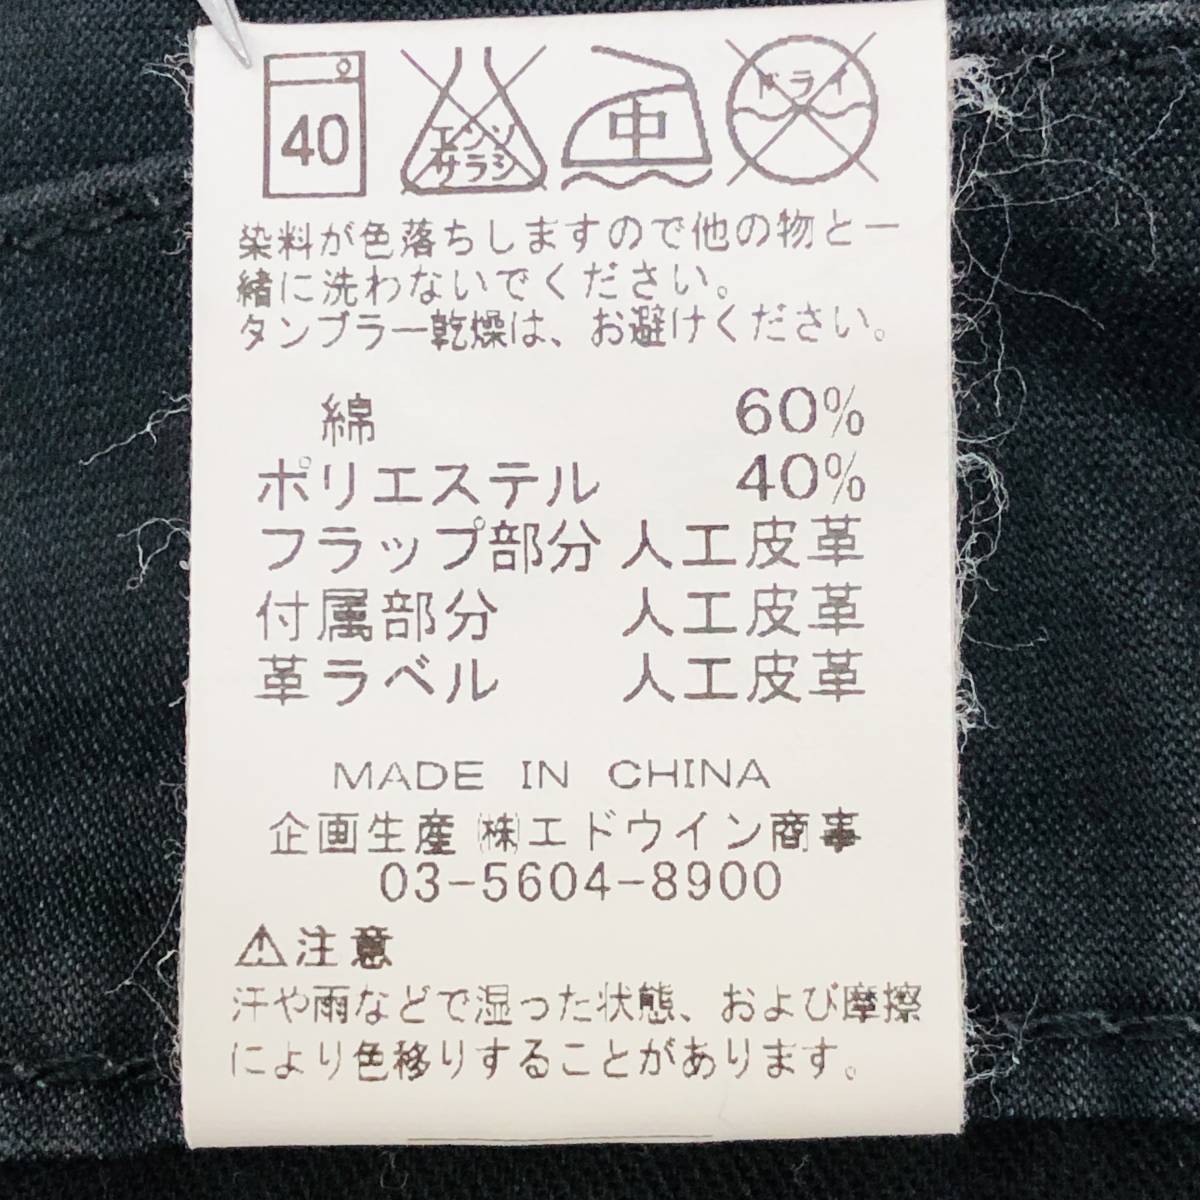 40
エンソ
サラシ
中
ドライ
染料が色落ちしますので他の物と一
緒に洗わないでください。
タンブラー乾燥は、お避けください。
綿 60%
ポリエステル 40%
フラップ部分 人工皮革
付属部分 人工皮革
革ラベル 人工皮革
MADE IN CHINA
企画生産 ㈱エドウイン商事
03-5604-8900
⚠注意
汗や雨などで湿った状態、および摩擦
により色移りすることがあります。